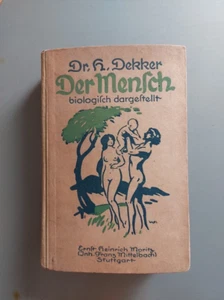 Dr. H. Dekker
Der Mensch
biologisch dargestellt
Ernst Heinrich Moritz
Inh. Franz Mittelbach
Stuttgart